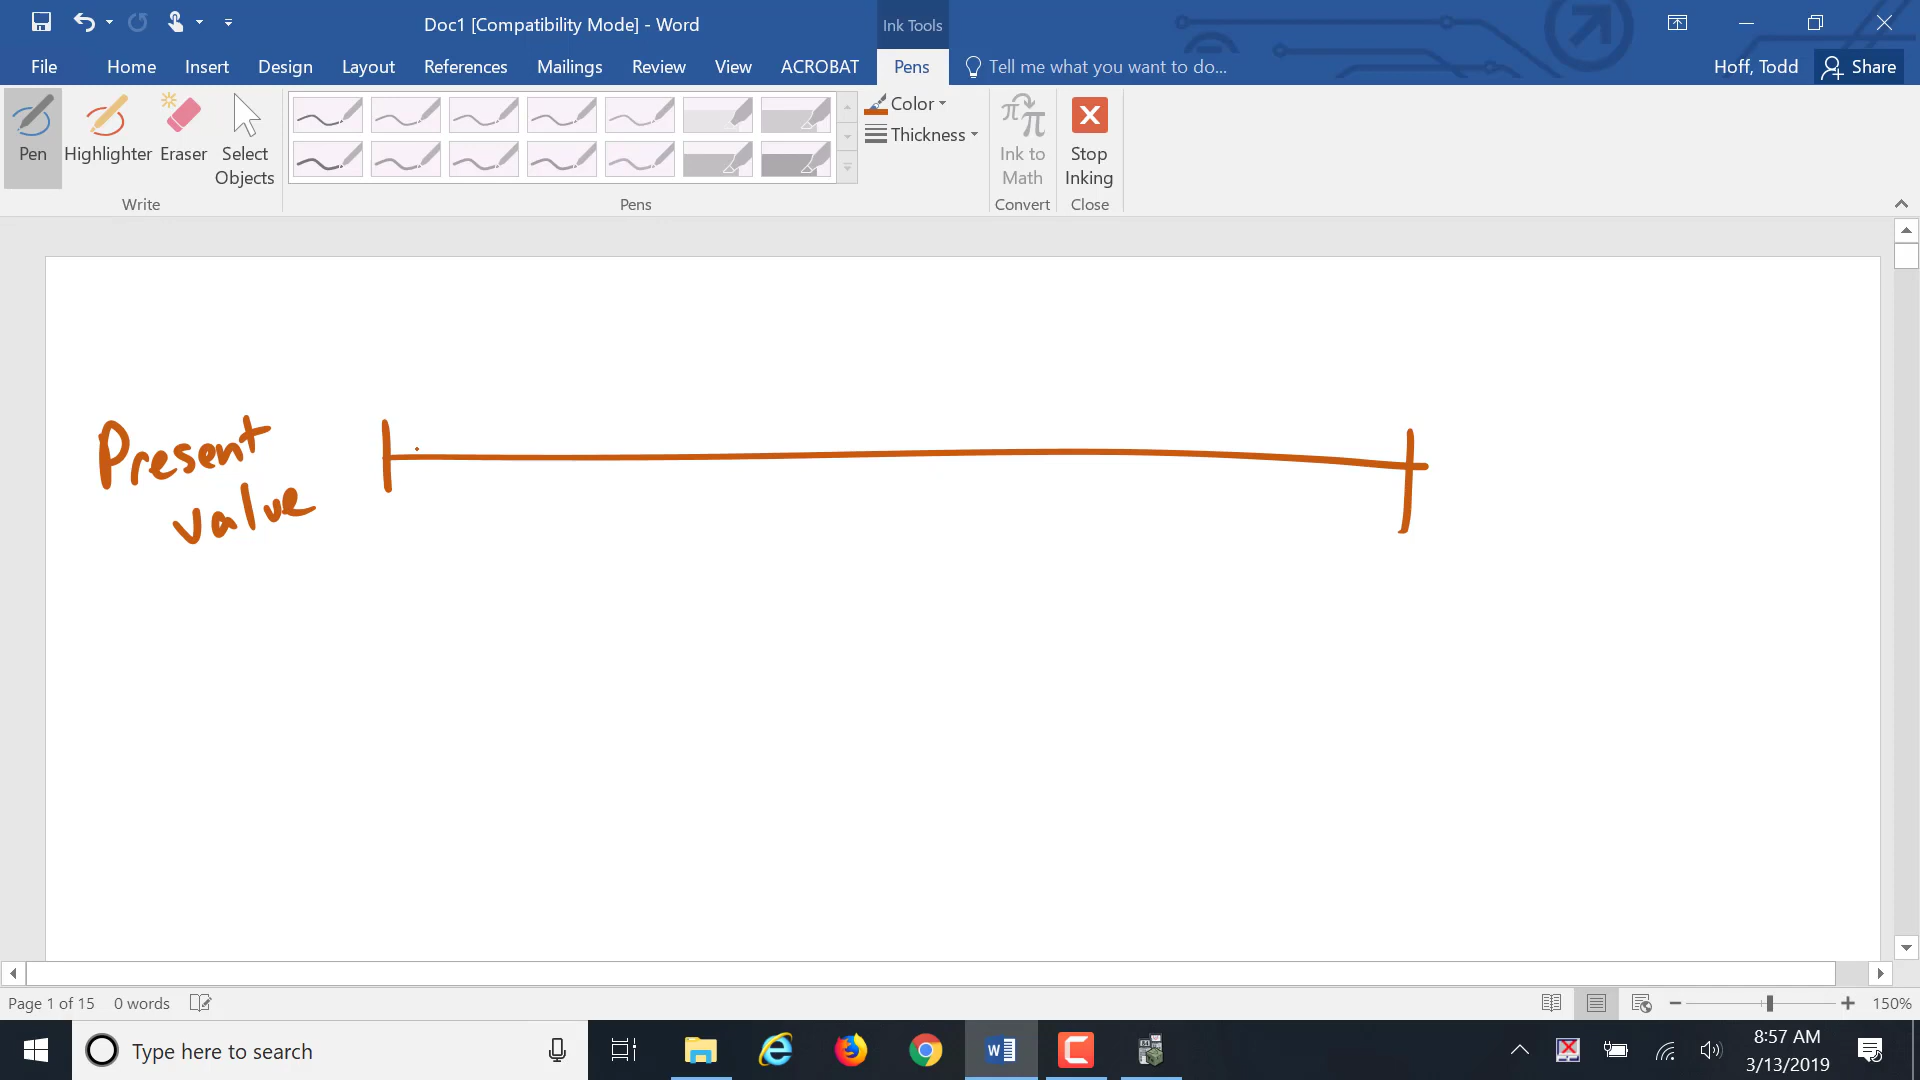 Doc1 [Compatibility Mode] - Word
Ink Tools
File Home Insert Design Layout References Mailings Review View ACROBAT Pens Tell me what you want to do... Hoff, Todd Share
Pen Highlighter Eraser Select Objects
Color
Thickness
Ink to Math
Stop Inking
Write Pens Convert Close
Present
value
Page 1 of 15 0 words 150%
Type here to search
8:57 AM
3/13/2019